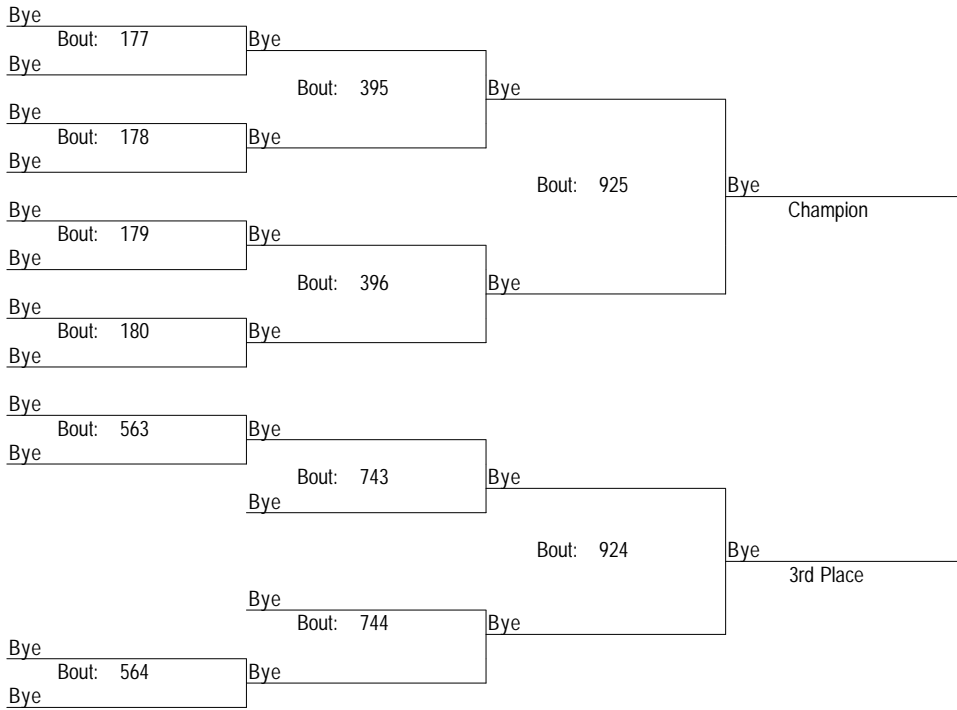 Bye
Bout: 177 Bye
Bye
Bout: 395 Bye
Bye
Bout: 178 Bye
Bye
Bout: 925 Bye
Champion
Bye
Bout: 179 Bye
Bye
Bout: 396 Bye
Bye
Bout: 180 Bye
Bye
Bye
Bout: 563 Bye
Bye
Bout: 743 Bye
Bye
Bout: 924 Bye
3rd Place
Bye
Bout: 744 Bye
Bye
Bout: 564 Bye
Bye